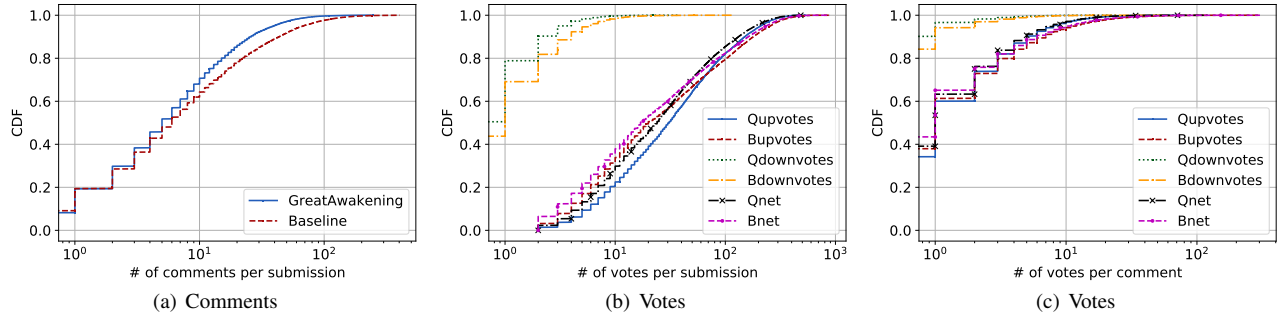 1.0
0.8
0.6
0.4
0.2
0.0
CDF
10^0
10^1
10^2
# of comments per submission
GreatAwakening
Baseline
(a) Comments
1.0
0.8
0.6
0.4
0.2
0.0
CDF
10^0
10^1
10^2
10^3
# of votes per submission
Qupvotes
Bupvotes
Qdownvotes
Bdownvotes
Qnet
Bnet
(b) Votes
1.0
0.8
0.6
0.4
0.2
0.0
CDF
10^0
10^1
10^2
# of votes per comment
Qupvotes
Bupvotes
Qdownvotes
Bdownvotes
Qnet
Bnet
(c) Votes